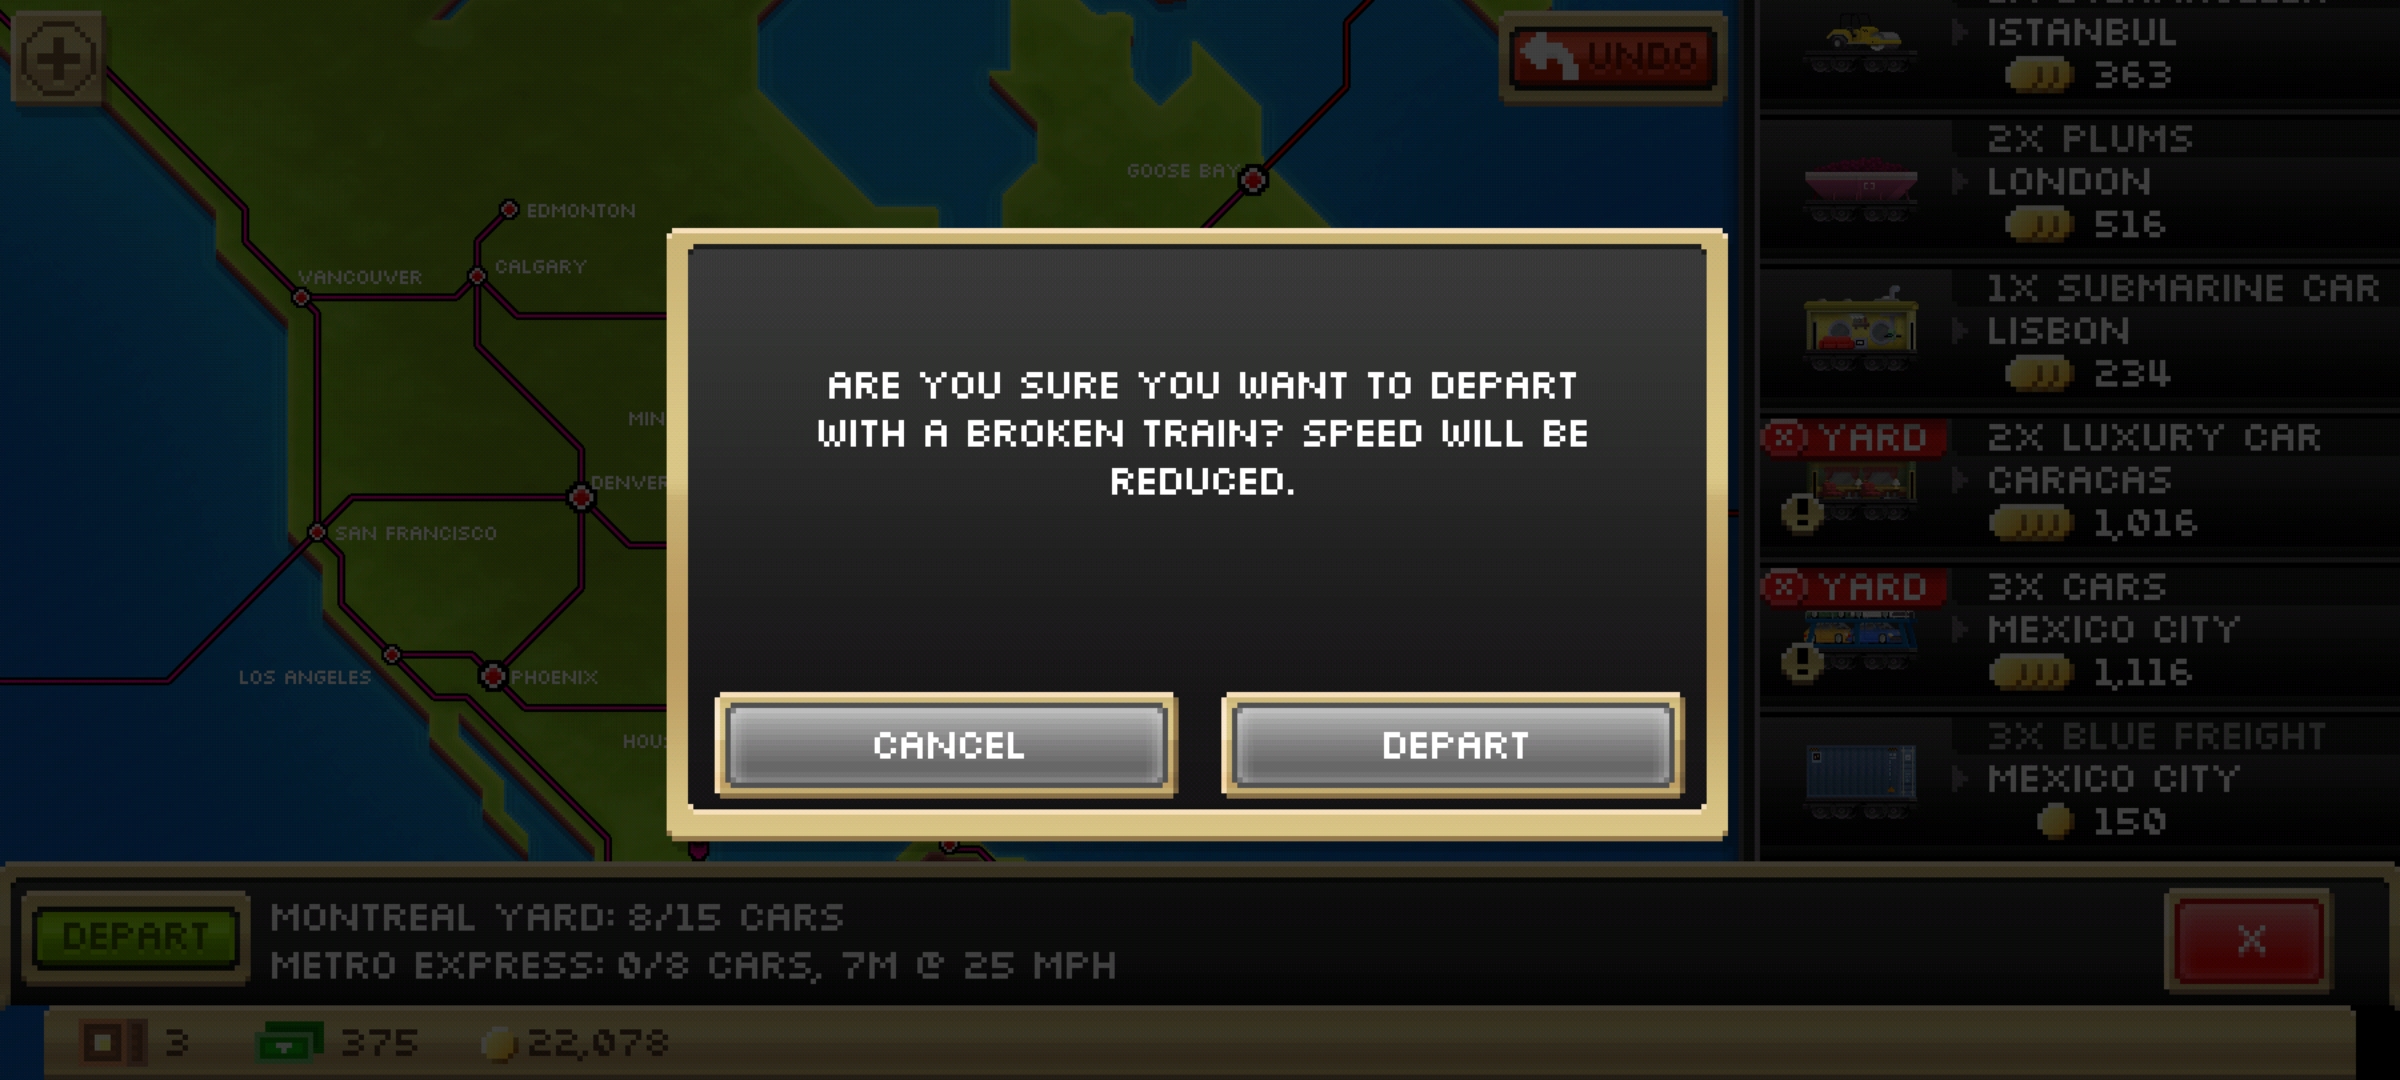 UNDO
ISTANBUL
363
2X PLUMS
LONDON
516
1X SUBMARINE CAR
LISBON
234
YARD
2X LUXURY CAR
CARACAS
1,016
YARD
3X CARS
MEXICO CITY
1,116
3X BLUE FREIGHT
MEXICO CITY
150
GOOSE BAY
EDMONTON
CALGARY
VANCOUVER
DENVER
SAN FRANCISCO
LOS ANGELES
PHOENIX
ARE YOU SURE YOU WANT TO DEPART
WITH A BROKEN TRAIN? SPEED WILL BE
REDUCED.
CANCEL
DEPART
DEPART
MONTREAL YARD: 8/15 CARS
METRO EXPRESS: 0/8 CARS, 7M @ 25 MPH
X
3
375
22,078